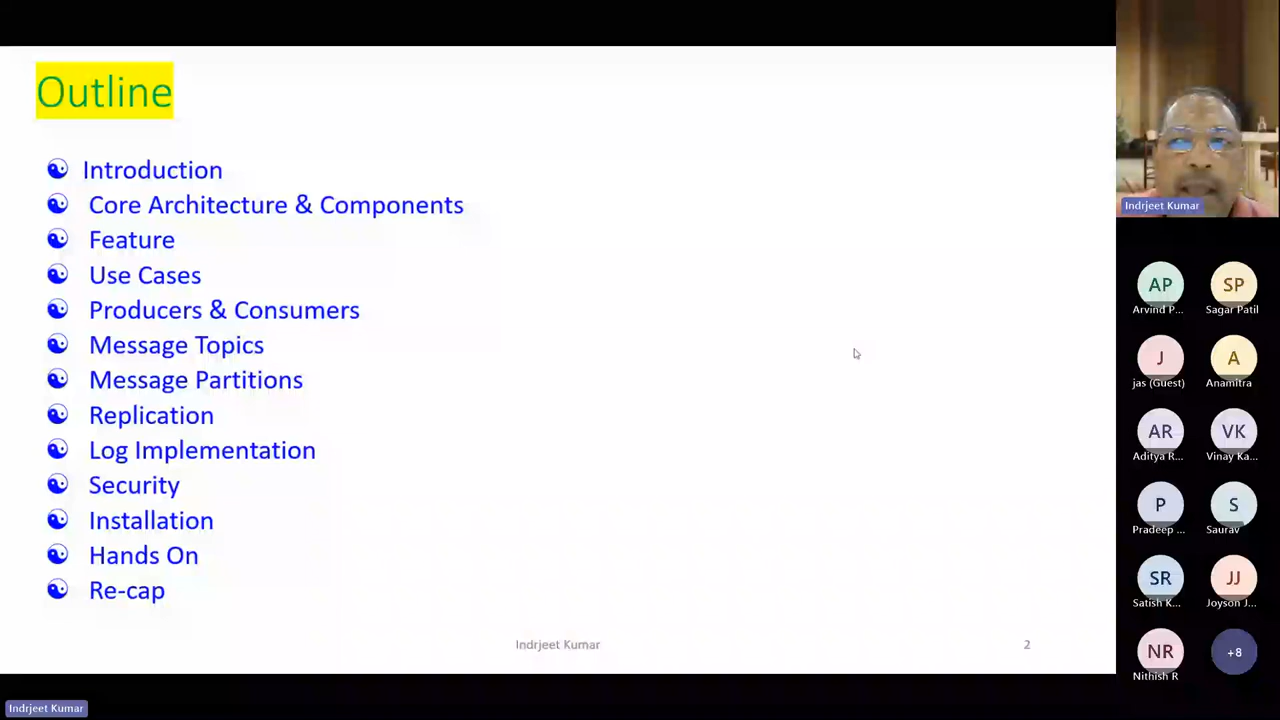 Outline
Introduction
Core Architecture & Components
Feature
Use Cases
Producers & Consumers
Message Topics
Message Partitions
Replication
Log Implementation
Security
Installation
Hands On
Re-cap
Indrjeet Kumar
2
Indrjeet Kumar
Indrjeet Kumar
AP
SP
Arvind P...
Sagar Patil
J
A
jas (Guest)
Anamitra
AR
VK
Aditya R...
Vinay Ka...
P
S
Pradeep ...
Saurav
SR
JJ
Satish K...
Joyson J...
NR
+8
Nithish R